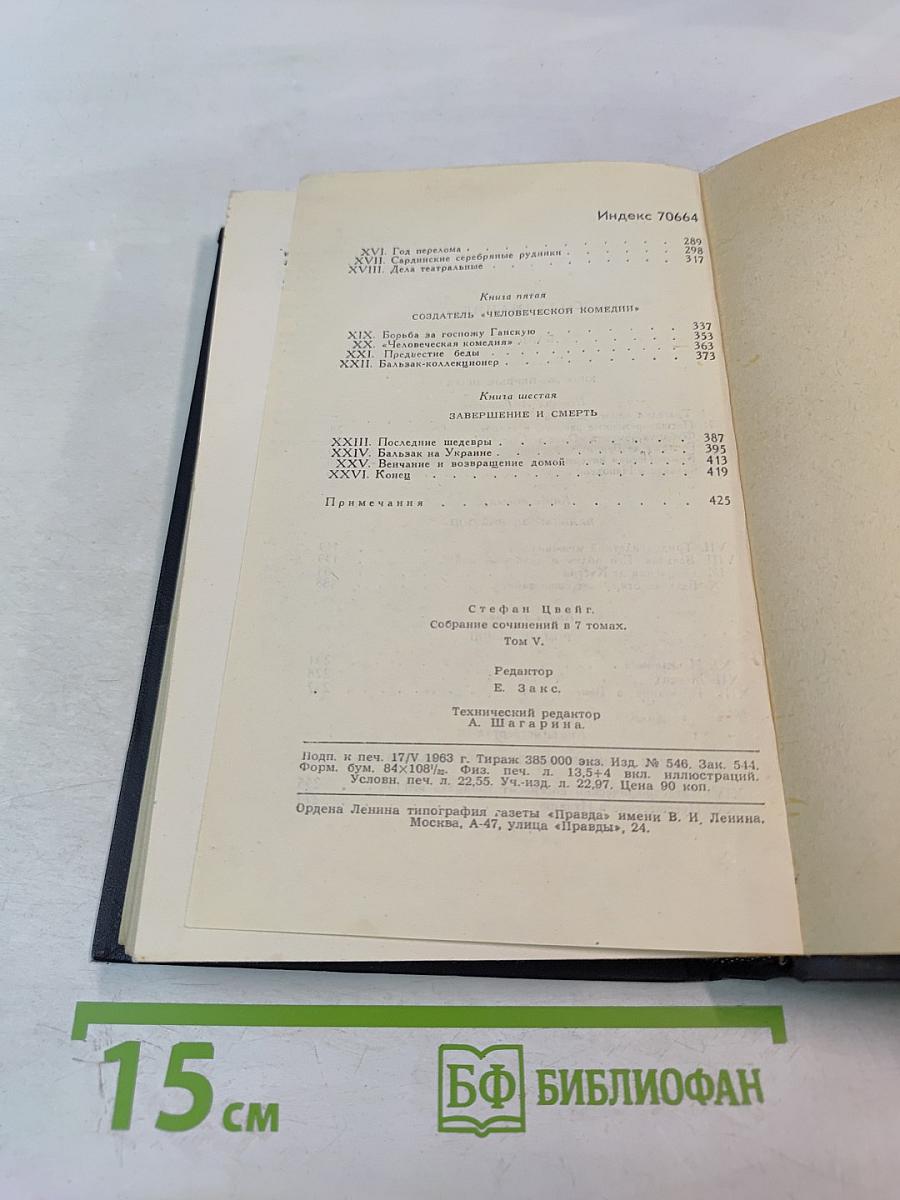 Индекс 70664
XVI. Год перелома . . . . . . . . . . . 289
XVII. Сардинские серебряные рудники . . . . . . 298
XVIII. Дела театральные . . . . . . . . . . 317
Книга пятая
СОЗДАТЕЛЬ «ЧЕЛОВЕЧЕСКОЙ КОМЕДИИ»
XIX. Борьба за госпожу Ганскую . . . . . . . 337
XX. «Человеческая комедия» . . . . . . . . 353
XXI. Предвестие беды . . . . . . . . . . 363
XXII. Бальзак-коллекционер . . . . . . . . . 373
Книга шестая
ЗАВЕРШЕНИЕ И СМЕРТЬ
XXIII. Последние шедевры . . . . . . . . . 387
XXIV. Бальзак на Украине . . . . . . . . . 395
XXV. Венчание и возвращение домой . . . . . . 413
XXVI. Конец . . . . . . . . . . . . . 419
Примечания . . . . . . . . . . . . . 425
Стефан Цвейг.
Собрание сочинений в 7 томах.
Том V.
Редактор
Е. Закс.
Технический редактор
А. Шагарина.
Подп. к печ. 17/V 1963 г. Тираж 385 000 экз. Изд. № 546. Зак. 544.
Форм. бум. 84×108¹/₃₂. Физ. печ. л. 13,5+4 вкл. иллюстраций.
Условн. печ. л. 22,55. Уч.-изд. л. 22,97. Цена 90 коп.
Ордена Ленина типография газеты «Правда» имени В. И. Ленина.
Москва, А-47, улица «Правды», 24.
15 см
БФ БИБЛИОФАН